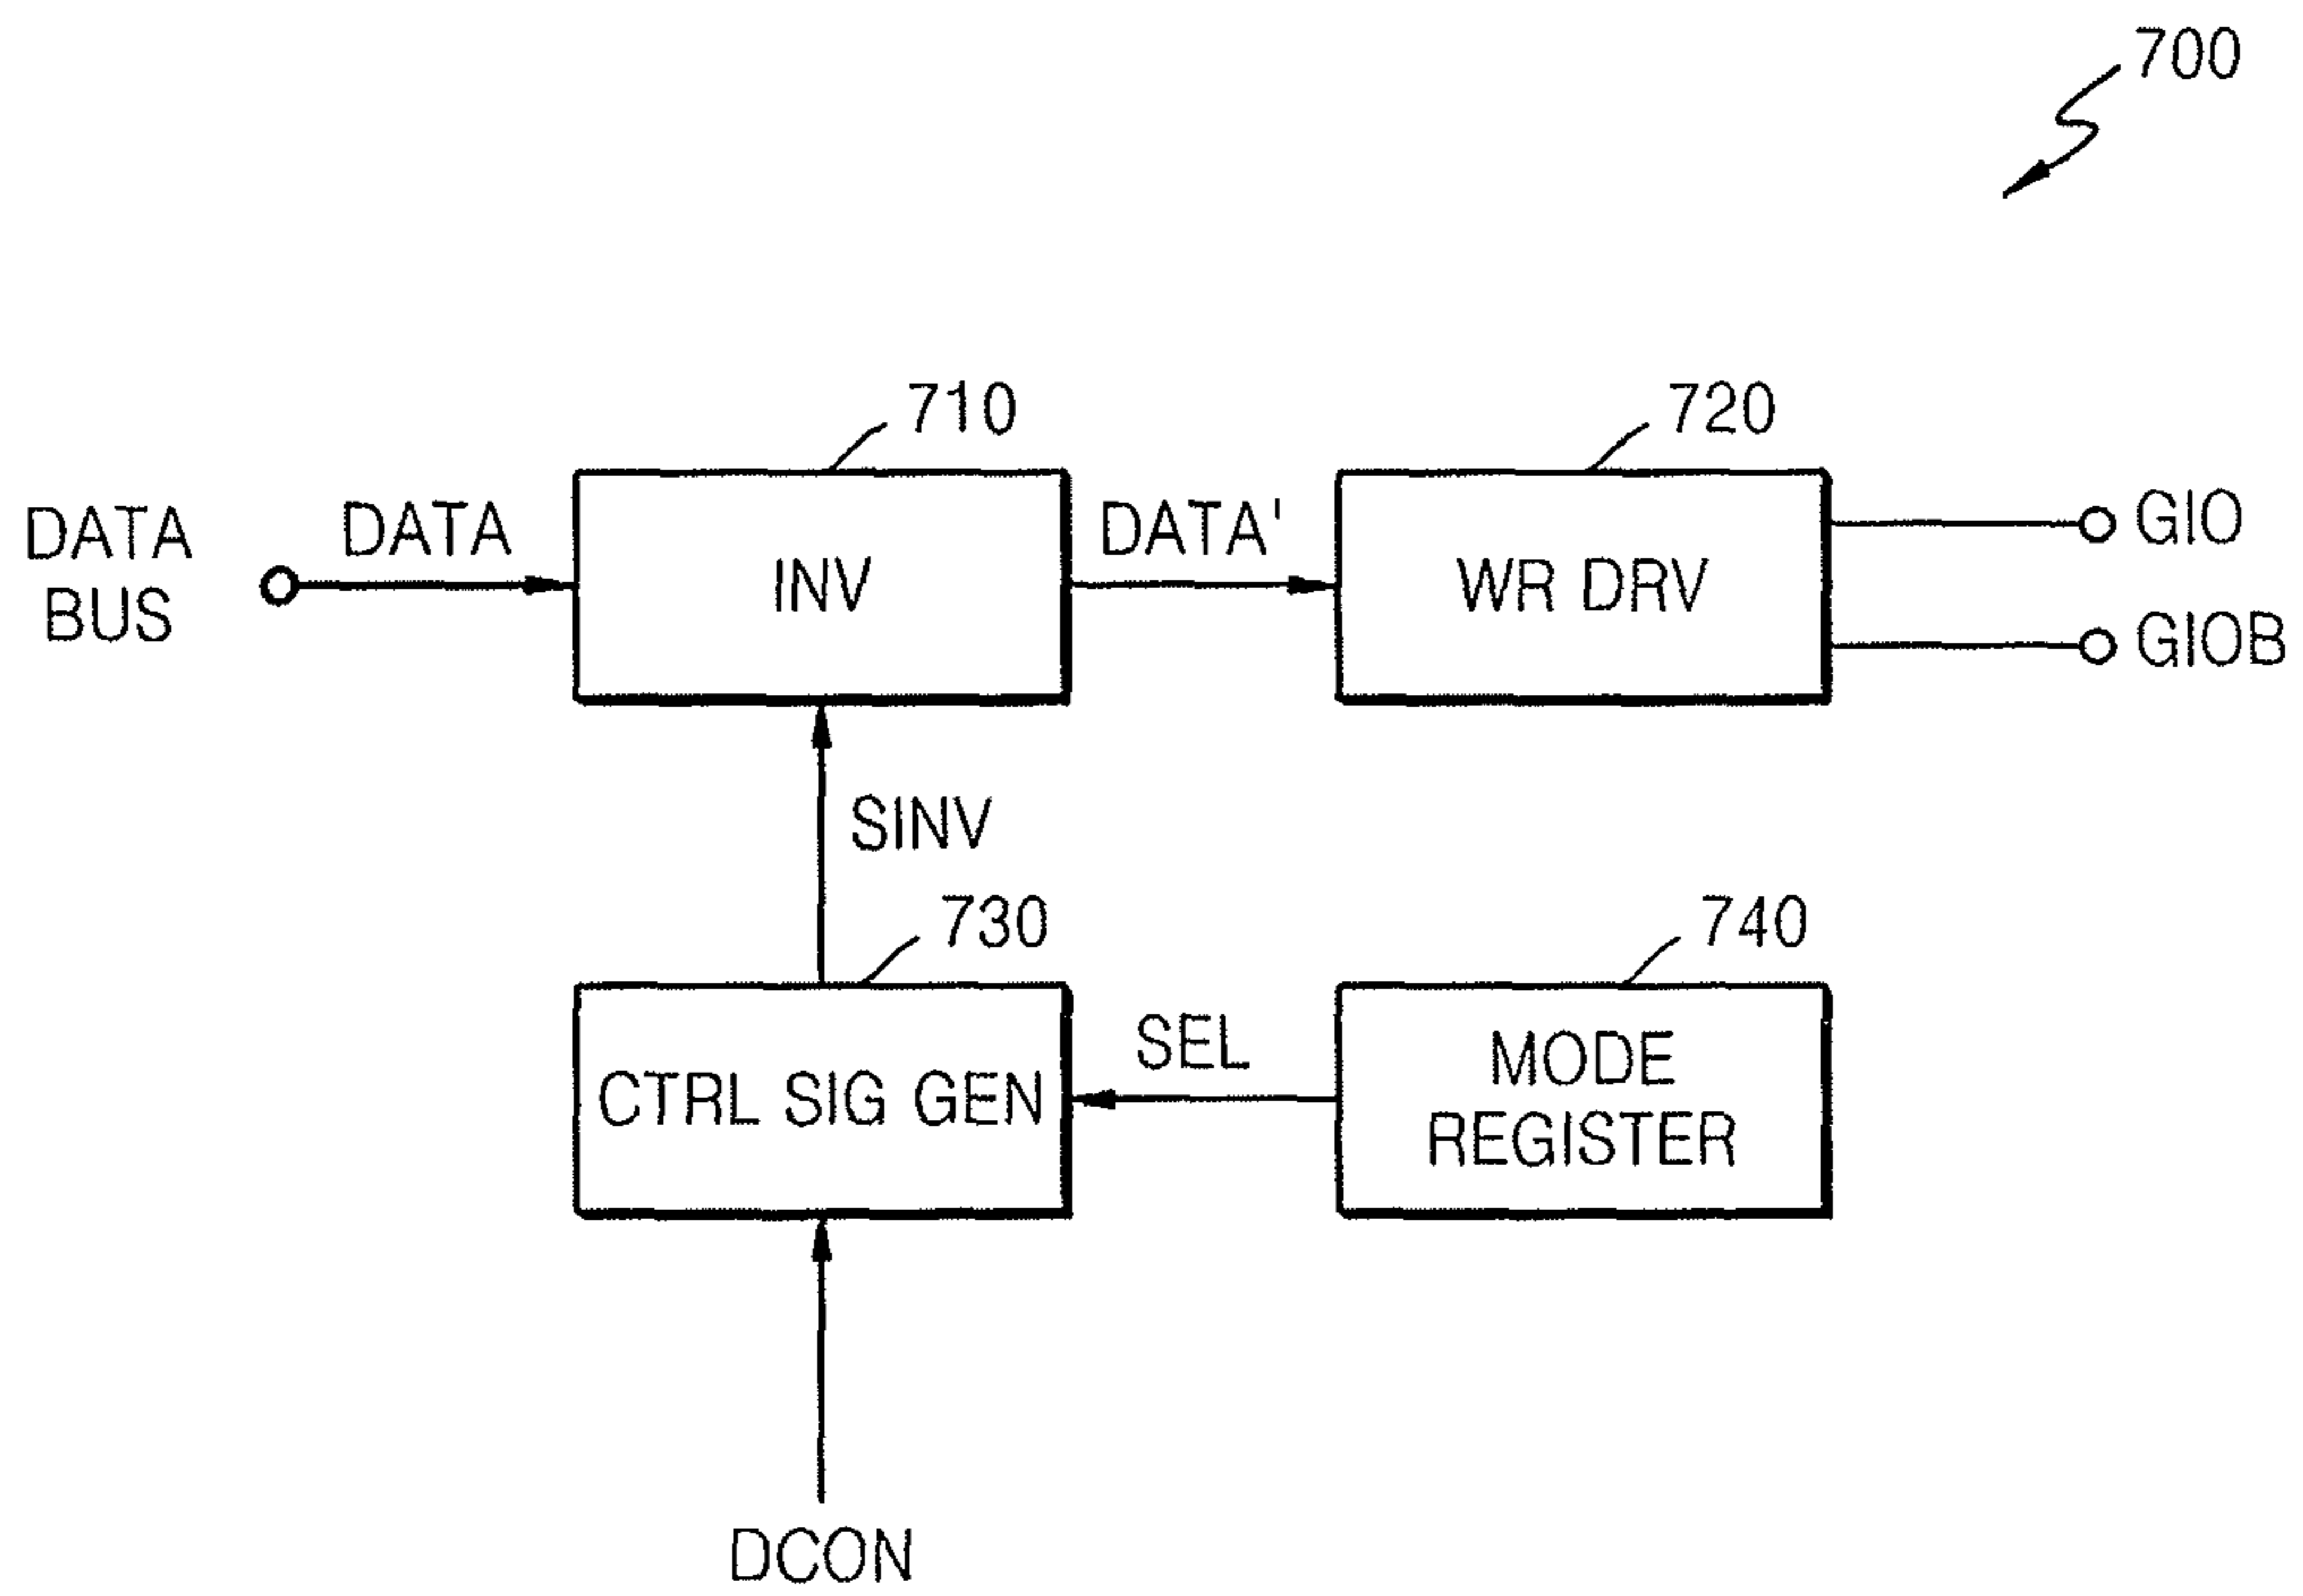 700
710
720
DATA
BUS
DATA
INV
DATA'
WR DRV
GIO
GIOB
SINV
730
740
CTRL SIG GEN
SEL
MODE
REGISTER
DCON